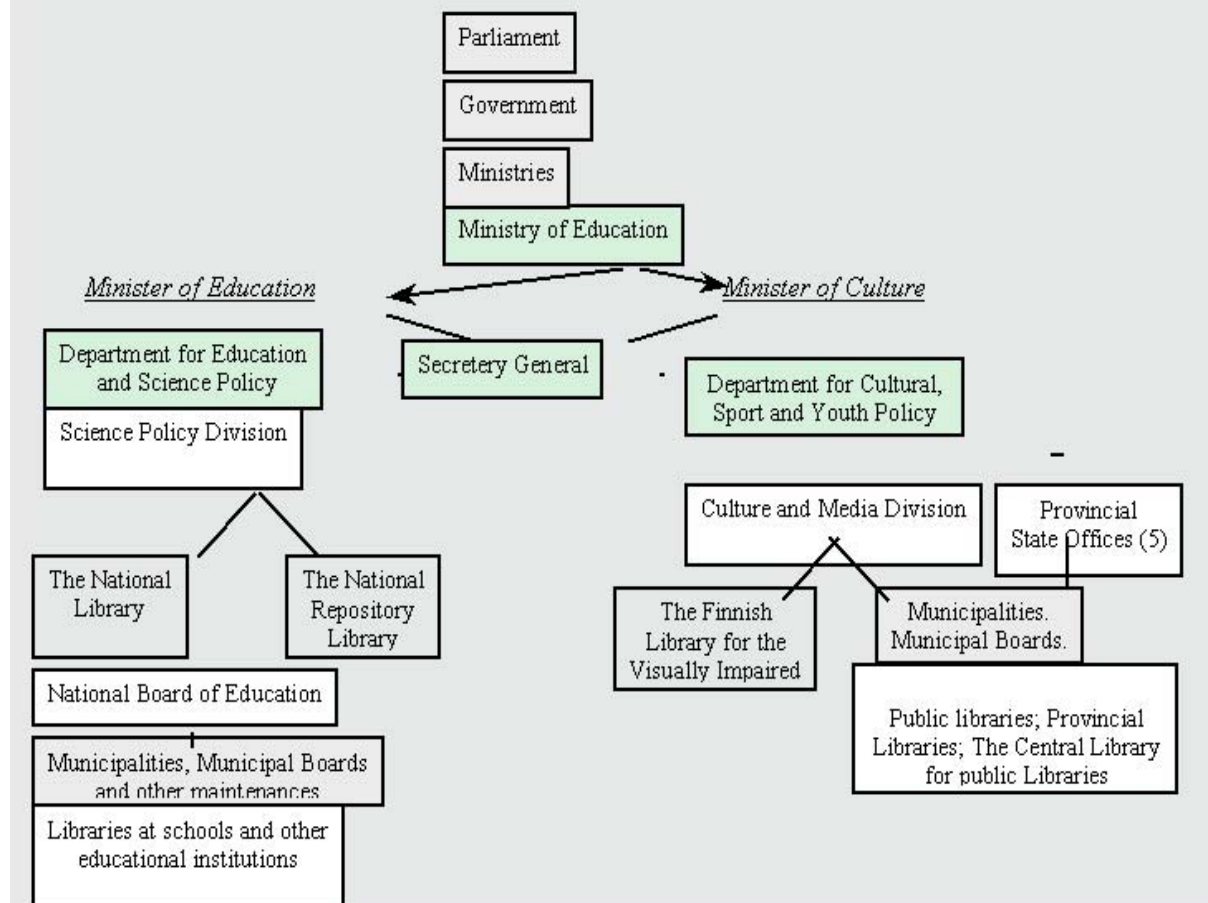 Parliament
Government
Ministries
Ministry of Education
Minister of Education
Minister of Culture
Department for Education
and Science Policy
Secretery General
Department for Cultural,
Sport and Youth Policy
Science Policy Division
Culture and Media Division
Provincial
State Offices (5)
The National
Library
The National
Repository
Library
The Finnish
Library for the
Visually Impaired
Municipalities.
Municipal Boards.
National Board of Education
Public libraries; Provincial
Libraries; The Central Library
for public Libraries
Municipalities, Municipal Boards
and other maintenances
Libraries at schools and other
educational institutions